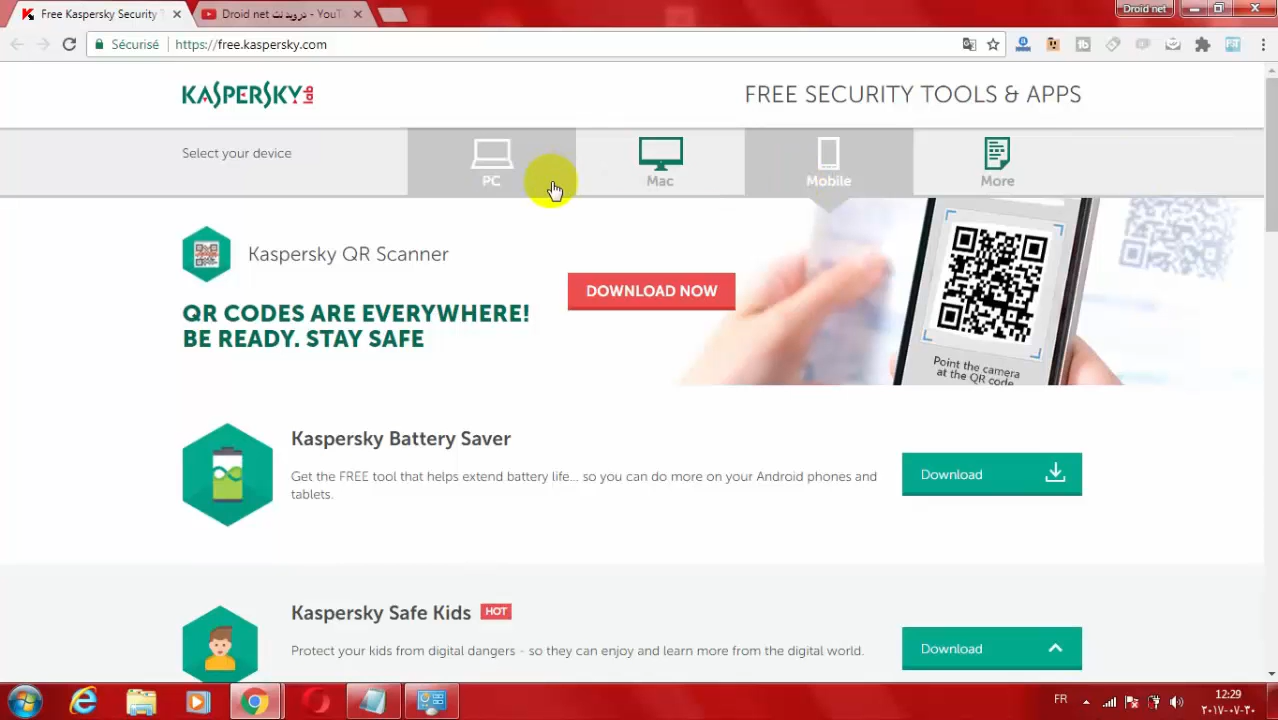 Free Kaspersky Security T
Droid net درويد نت - YouT
Droid net
Sécurisé
https://free.kaspersky.com
KASPERSKY lab
FREE SECURITY TOOLS & APPS
Select your device
PC
Mac
Mobile
More
Kaspersky QR Scanner
DOWNLOAD NOW
QR CODES ARE EVERYWHERE!
BE READY. STAY SAFE
Point the camera
at the QR code
Kaspersky Battery Saver
Get the FREE tool that helps extend battery life... so you can do more on your Android phones and
tablets.
Download
Kaspersky Safe Kids HOT
Protect your kids from digital dangers - so they can enjoy and learn more from the digital world.
Download
FR
12:29
٢٠١٧-٠٧-٣٠